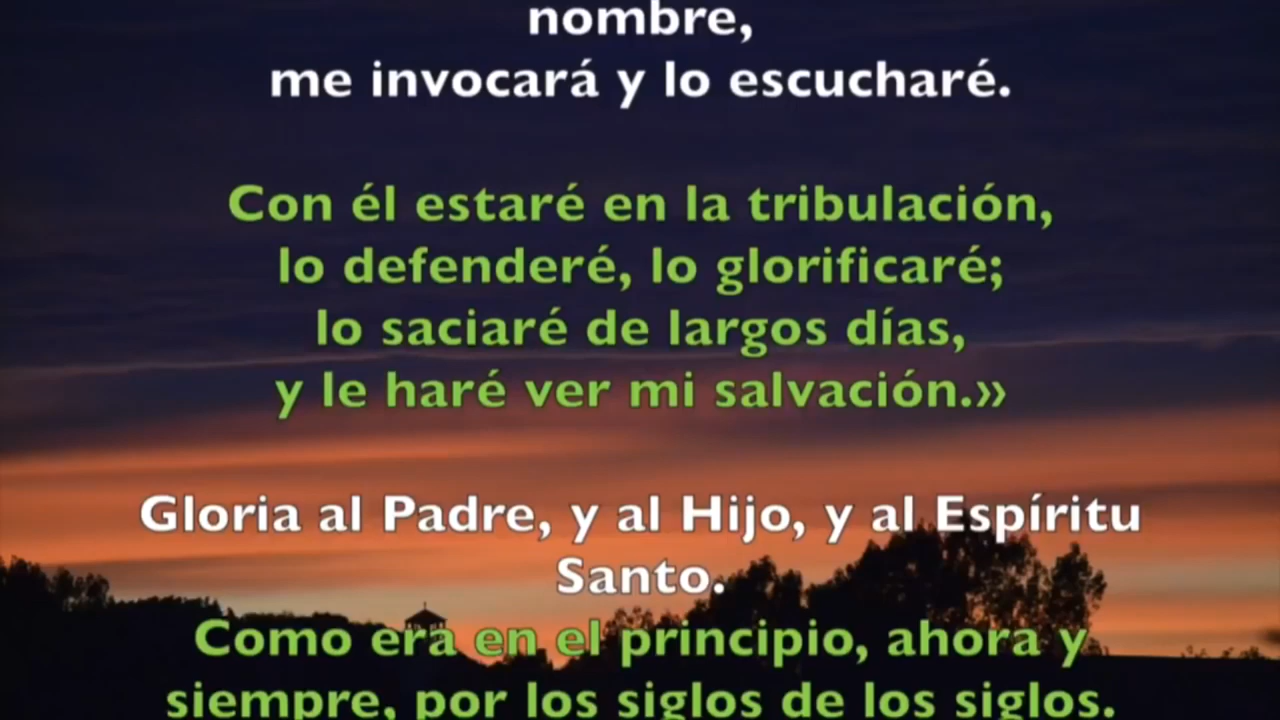 nombre,
me invocará y lo escucharé.
Con él estaré en la tribulación,
lo defenderé, lo glorificaré;
lo saciaré de largos días,
y le haré ver mi salvación.»
Gloria al Padre, y al Hijo, y al Espíritu
Santo.
Como era en el principio, ahora y
siempre, por los siglos de los siglos.